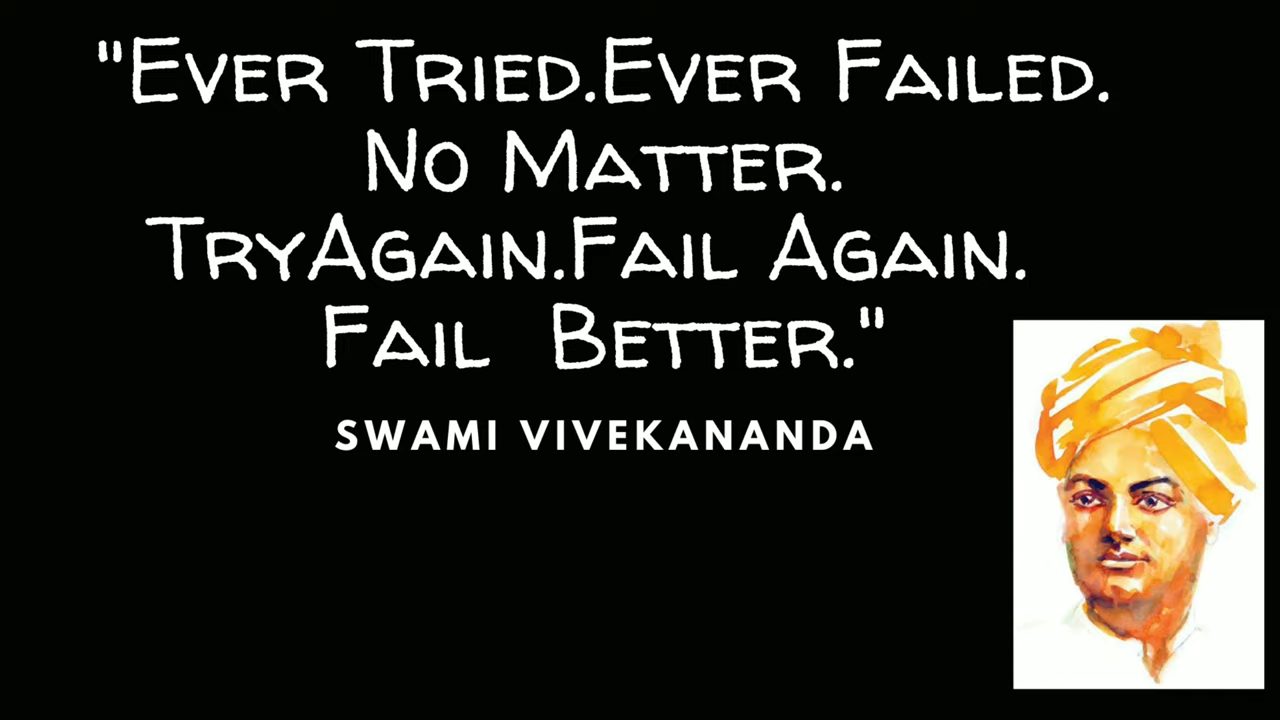 "Ever Tried.Ever Failed.
No Matter.
TryAgain.Fail Again.
Fail Better."
SWAMI VIVEKANANDA